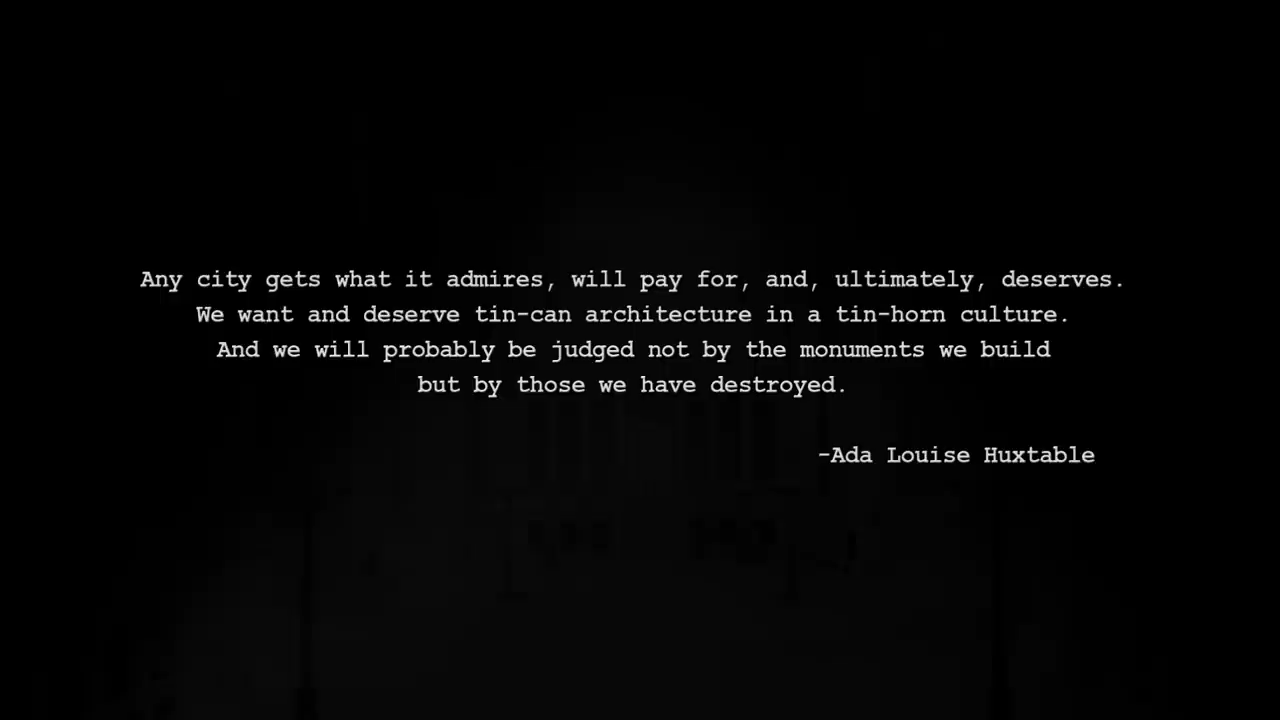 Any city gets what it admires, will pay for, and, ultimately, deserves.
We want and deserve tin-can architecture in a tin-horn culture.
And we will probably be judged not by the monuments we build
but by those we have destroyed.
-Ada Louise Huxtable